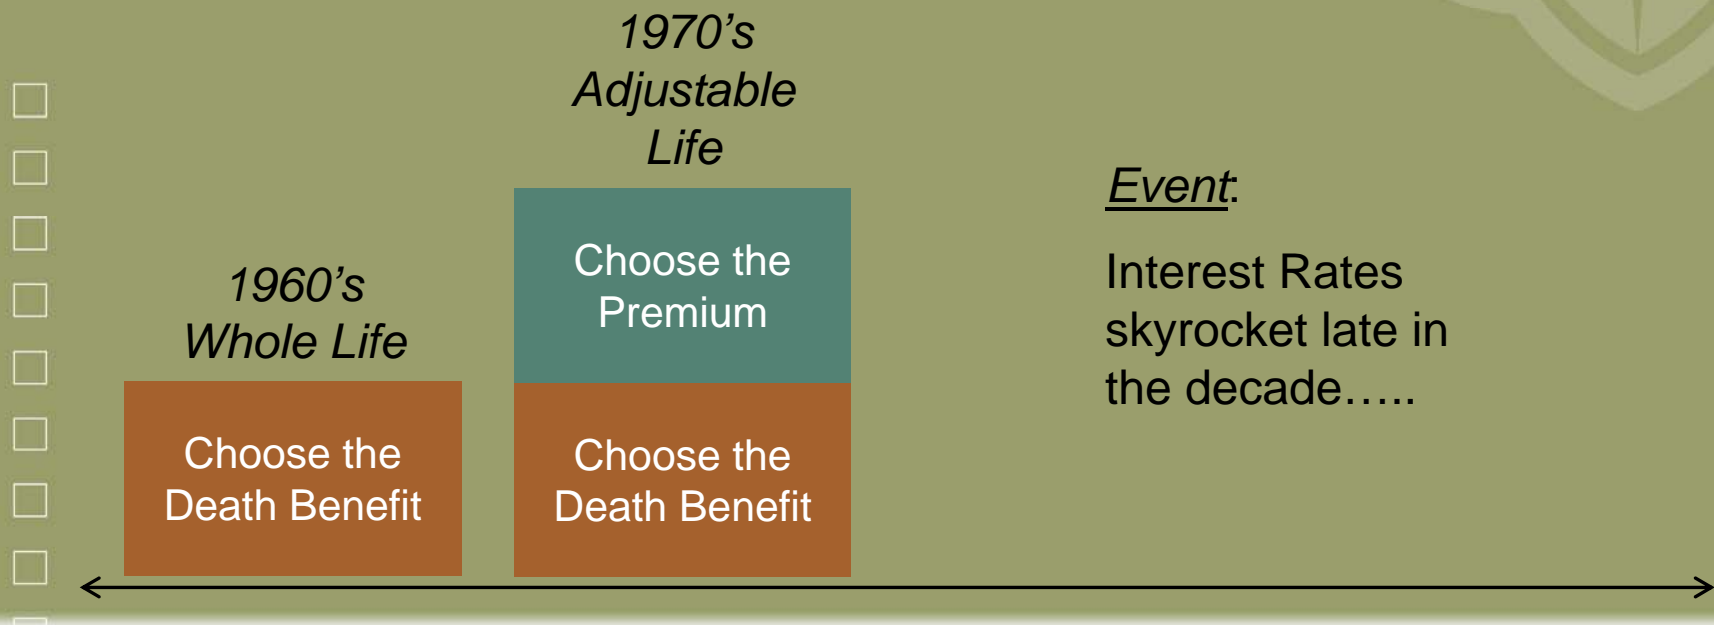 1960’s
Whole Life
Choose the
Death Benefit
1970’s
Adjustable
Life
Choose the
Premium
Choose the
Death Benefit
Event:
Interest Rates
skyrocket late in
the decade…..